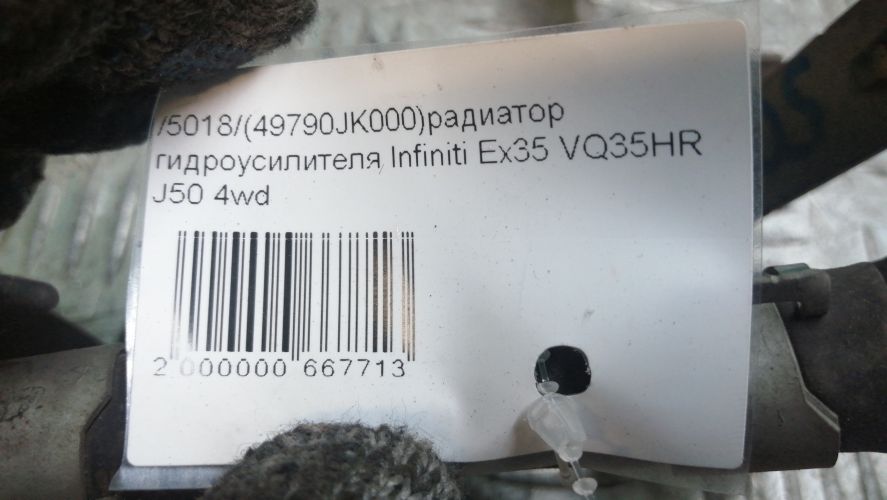 /5018/(49790JK000)радиатор
гидроусилителя Infiniti Ex35 VQ35HR
J50 4wd
2 000000 667713